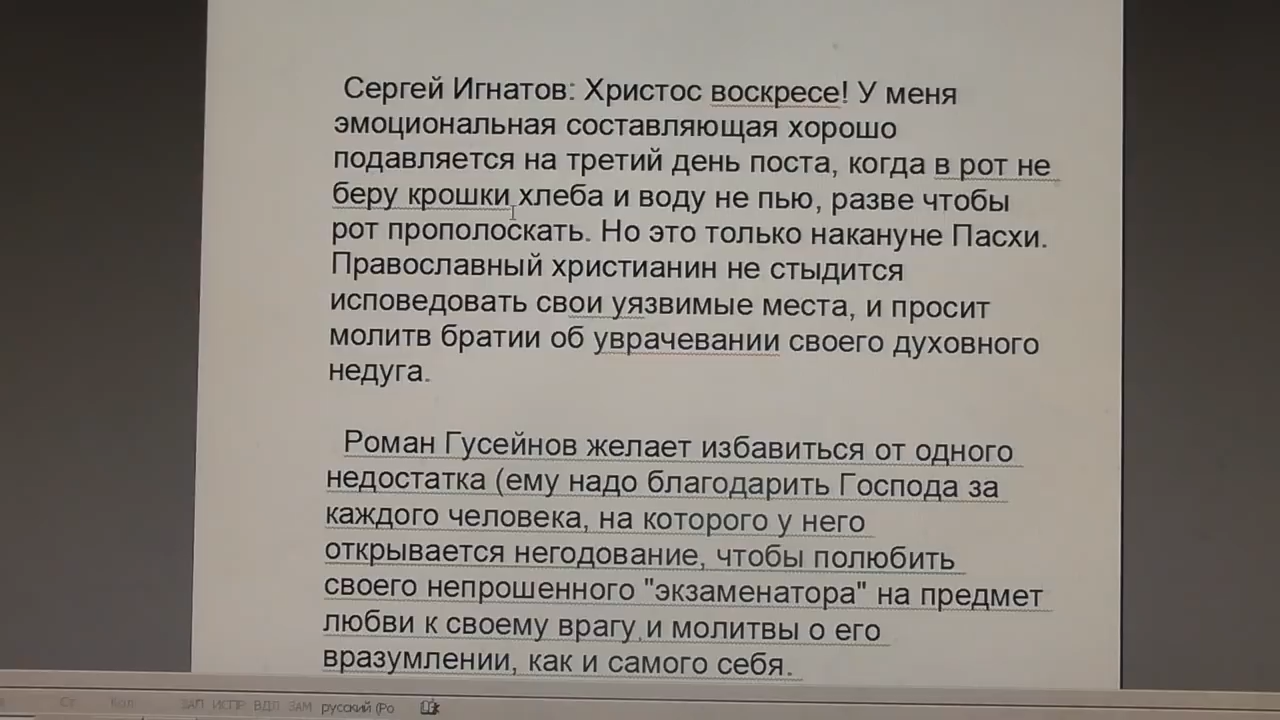 Сергей Игнатов: Христос воскресе! У меня
эмоциональная составляющая хорошо
подавляется на третий день поста, когда в рот не
беру крошки хлеба и воду не пью, разве чтобы
рот прополоскать. Но это только накануне Пасхи.
Православный христианин не стыдится
исповедовать свои уязвимые места, и просит
молитв братии об уврачевании своего духовного
недуга.
Роман Гусейнов желает избавиться от одного
недостатка (ему надо благодарить Господа за
каждого человека, на которого у него
открывается негодование, чтобы полюбить
своего непрошенного "экзаменатора" на предмет
любви к своему врагу и молитвы о его
вразумлении, как и самого себя.
Ст Кол ЗАП ИСПР ВДЛ ЗАМ русский (Ро